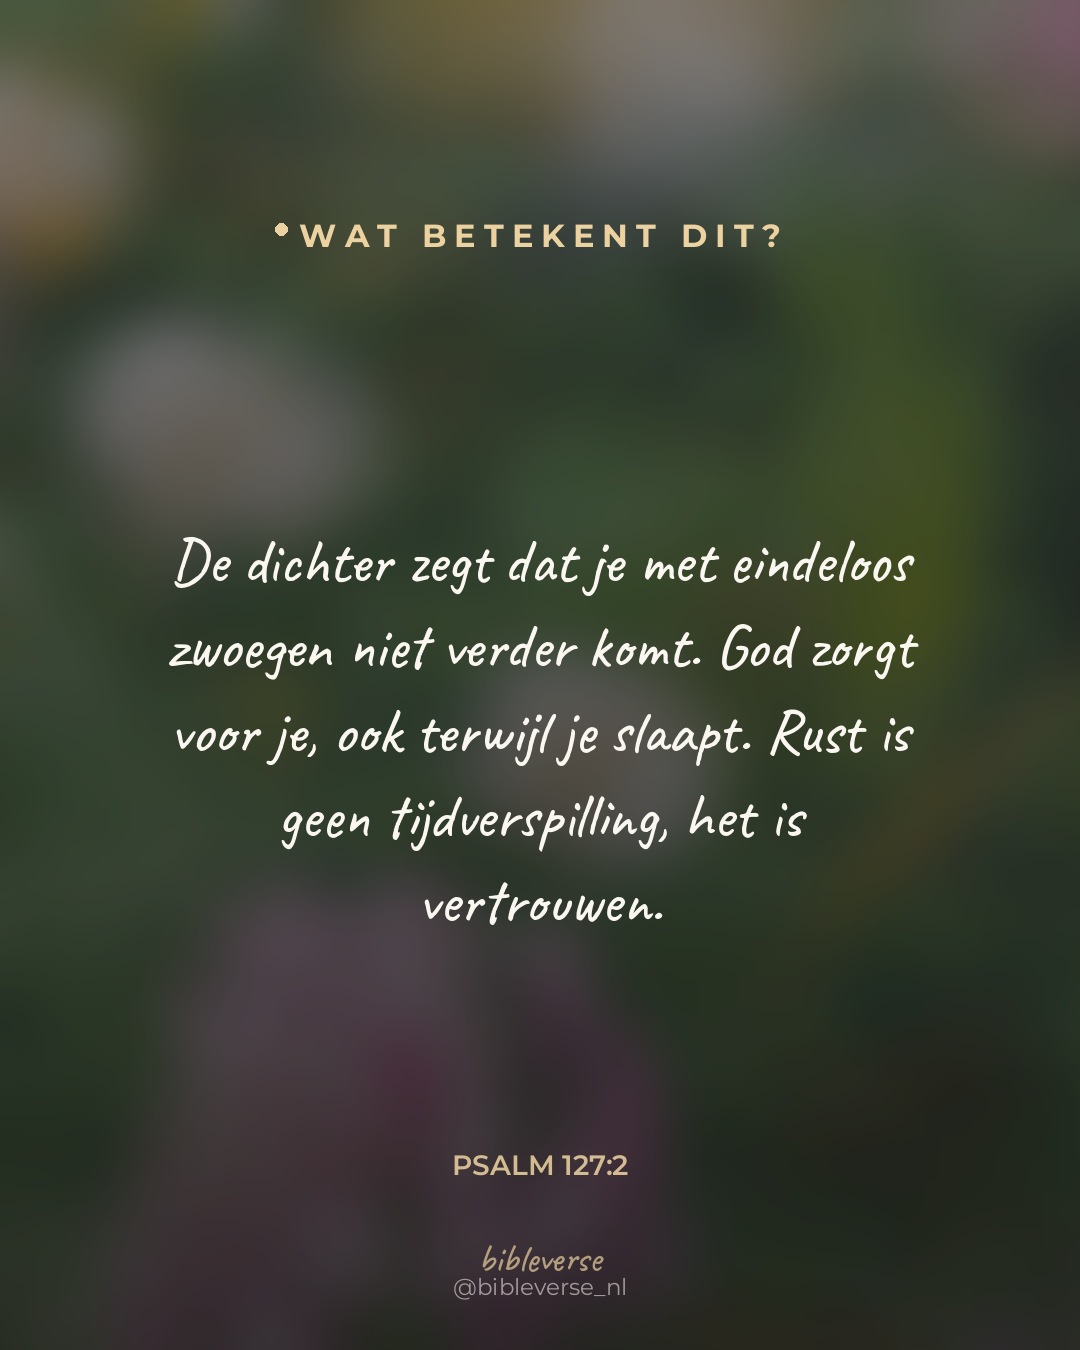 • WAT BETEKENT DIT?
De dichter zegt dat je met eindeloos
zwoegen niet verder komt. God zorgt
voor je, ook terwijl je slaapt. Rust is
geen tijdverspilling, het is
vertrouwen.
PSALM 127:2
bibleverse
@bibleverse_nl